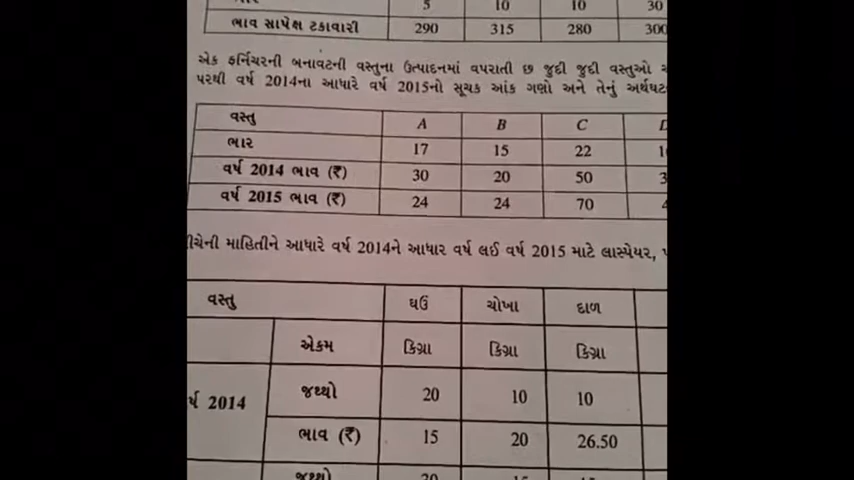 5 10 10 30
ભાવ સાપેક્ષ ટકાવારી 290 315 280 300
એક ફર્નિચરની બનાવટની વસ્તુના ઉત્પાદનમાં વપરાતી છ જુદી જુદી વસ્તુઓ
પરથી વર્ષ 2014ના આધારે વર્ષ 2015નો સૂચક આંક ગણો અને તેનું
વસ્તુ A B C D
ભાર 17 15 22
વર્ષ 2014 ભાવ (₹) 30 20 50
વર્ષ 2015 ભાવ (₹) 24 24 70
માહિતીને આધારે વર્ષ 2014ને આધાર વર્ષ લઈ વર્ષ 2015 માટે લાસ્પેયર,
વસ્તુ ઘઉં ચોખા દાળ
એકમ કિગ્રા કિગ્રા કિગ્રા
જથ્થો 20 10 10
2014
ભાવ (₹) 15 20 26.50
જથ્થો 20 15